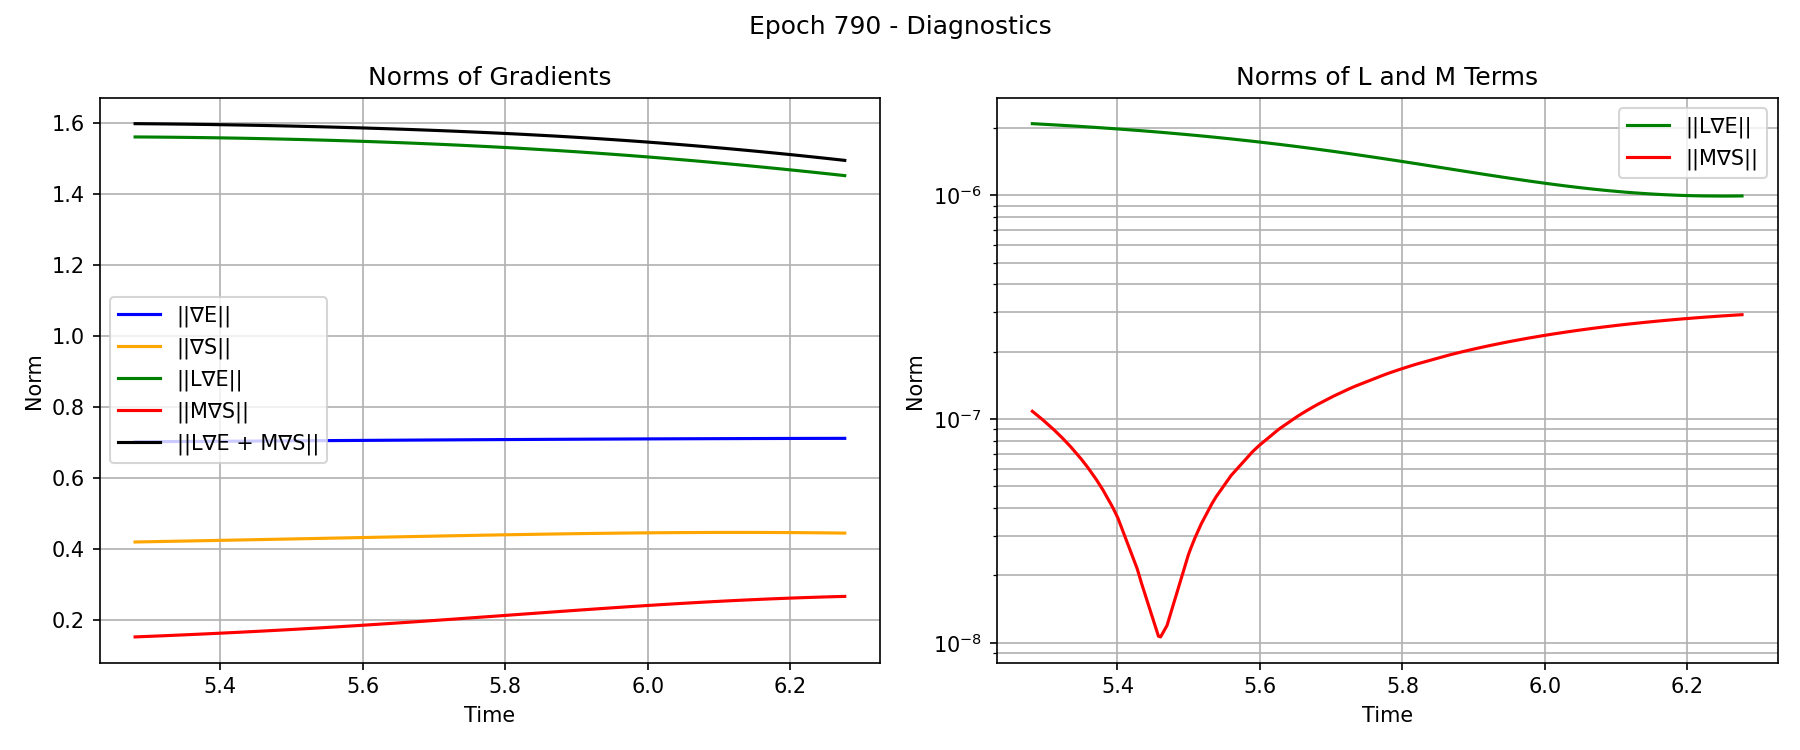 Epoch 790 - Diagnostics
Norms of Gradients
Norm
1.6
1.4
1.2
1.0
0.8
0.6
0.4
0.2
||∇E||
||∇S||
||L∇E||
||M∇S||
||L∇E + M∇S||
5.4 5.6 5.8 6.0 6.2
Time
Norms of L and M Terms
Norm
10⁻⁶
10⁻⁷
10⁻⁸
||L∇E||
||M∇S||
5.4 5.6 5.8 6.0 6.2
Time